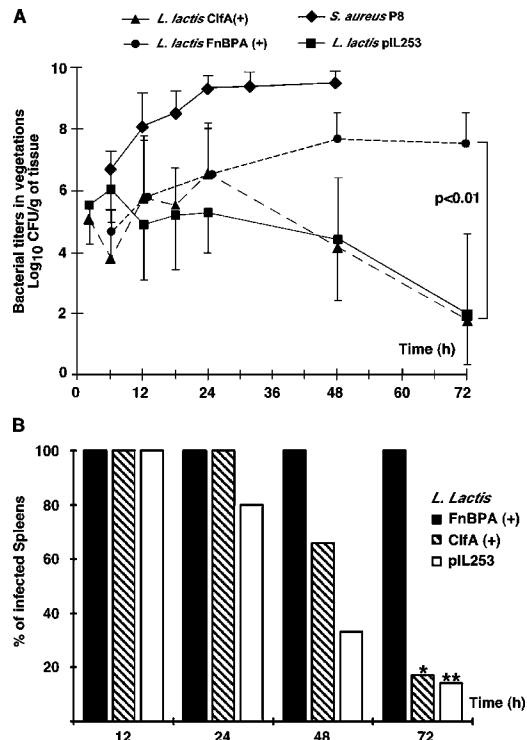 A
L. lactis ClfA(+)
S. aureus P8
L. lactis FnBPA (+)
L. lactis pIL253
Bacterial titers in vegetations
Log10 CFU/g of tissue
10
8
6
4
2
0
p<0.01
Time (h)
0 12 24 36 48 60 72
B
% of infected Spleens
100
80
60
40
20
L. Lactis
FnBPA (+)
ClfA (+)
pIL253
* **
Time (h)
12 24 48 72